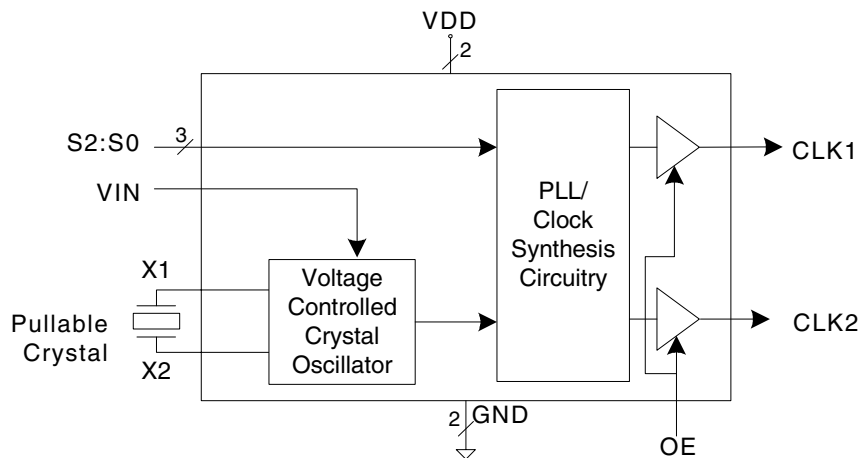 VDD
2
S2:S0
3
CLK1
VIN
PLL/
Clock
Synthesis
Circuitry
X1
Voltage
Controlled
Crystal
Oscillator
Pullable
Crystal
CLK2
X2
2
GND
OE